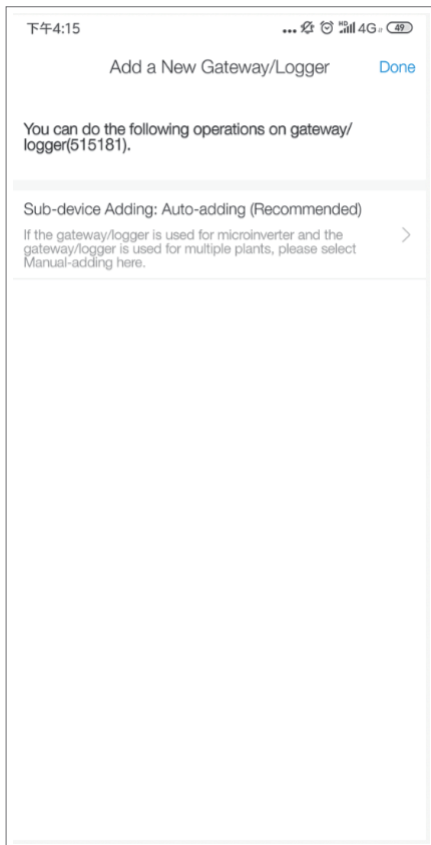 下午4:15 ... HD 4G 49
Add a New Gateway/Logger Done
You can do the following operations on gateway/
logger(515181).
Sub-device Adding: Auto-adding (Recommended)
If the gateway/logger is used for microinverter and the
gateway/logger is used for multiple plants, please select
Manual-adding here.